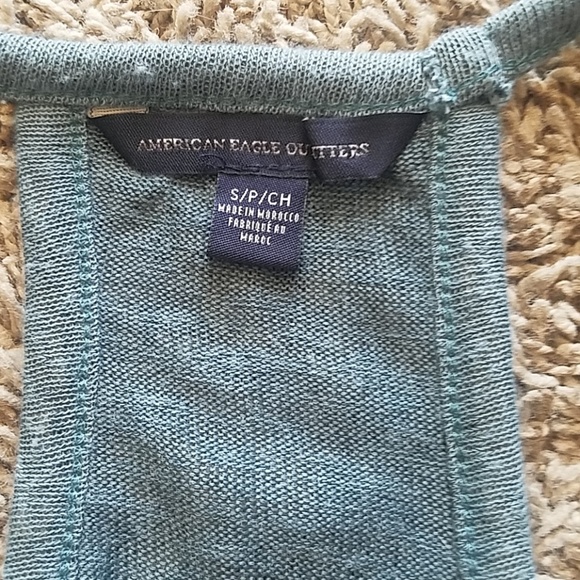 AMERICAN EAGLE OUTFITTERS
S/P/CH
MADE IN MOROCCO
FABRIQUÉ AU
MAROC